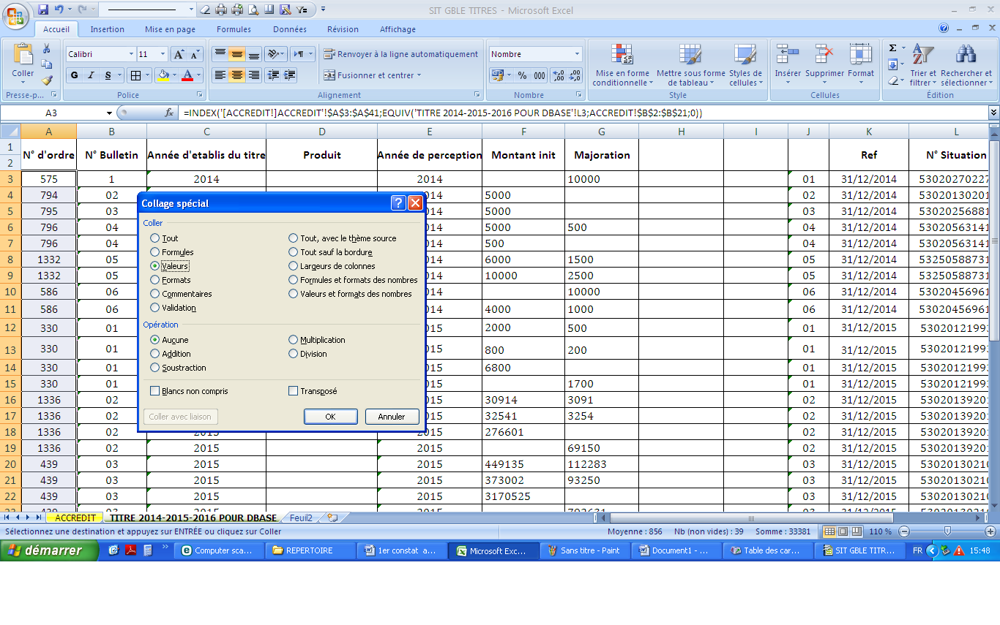 SIT GBLE TITRES - Microsoft Excel
Accueil Insertion Mise en page Formules Données Révision Affichage
Coller
Calibri 11
Renvoyer à la ligne automatiquement
Nombre
G I S
Fusionner et centrer
% 000
Mise en forme conditionnelle
Mettre sous forme de tableau
Styles de cellules
Insérer Supprimer Format
Trier et filtrer
Rechercher et sélectionner
Presse-p... Police Alignement Nombre Style Cellules Édition
A3 fx =INDEX('[ACCREDIT!]ACCREDIT'!$A$3:$A$41;EQUIV('TITRE 2014-2015-2016 POUR DBASE'!L3;ACCREDIT!$B$2:$B$21;0))
A B C D E F G H I J K L
1
2
N° d'ordre N° Bulletin Année d'etablis du titre Produit Année de perception Montant init Majoration Ref N° Situation
3 575 1 2014 2014 10000 01 31/12/2014 53020270227
4 794 02 014 5000 02 31/12/2014 53020130201
5 795 03 014 5000 03 31/12/2014 53020256881
6 796 04 014 5000 500 04 31/12/2014 53020563141
7 796 04 014 500 04 31/12/2014 53020563141
8 1332 05 014 6000 1500 05 31/12/2014 53250588731
9 1332 05 014 10000 2500 05 31/12/2014 53250588731
10 586 06 014 10000 06 31/12/2014 53020456961
11 586 06 014 4000 1000 06 31/12/2014 53020456961
12 330 01 015 2000 500 01 31/12/2015 5302012199
13 330 01 015 800 200 01 31/12/2015 5302012199
14 330 01 015 6800 01 31/12/2015 5302012199
15 330 01 015 1700 01 31/12/2015 5302012199
16 1336 02 015 30914 3091 02 31/12/2015 53020139201
17 1336 02 015 32541 3254 02 31/12/2015 53020139201
18 1336 02 2015 015 276601 02 31/12/2015 53020139201
19 1336 02 2015 2015 69150 02 31/12/2015 53020139201
20 439 03 2015 2015 449135 112283 03 31/12/2015 5302013021
21 439 03 2015 2015 373002 93250 03 31/12/2015 5302013021
22 439 03 2015 2015 3170525 03 31/12/2015 5302013021
Collage spécial
Coller
Tout
Formules
Valeurs
Formats
Commentaires
Validation
Tout, avec le thème source
Tout sauf la bordure
Largeurs de colonnes
Formules et formats des nombres
Valeurs et formats des nombres
Opération
Aucune
Addition
Soustraction
Multiplication
Division
Blancs non compris
Transposé
Coller avec liaison OK Annuler
ACCREDIT TITRE 2014-2015-2016 POUR DBASE Feuil2
Sélectionnez une destination et appuyez sur ENTRÉE ou cliquez sur Coller Moyenne : 856 Nb (non vides) : 39 Somme : 33381 110 %
démarrer Computer sca... REPERTOIRE 1er constat a... Microsoft Exc... Sans titre - Paint Document1 - ... Table des car... SIT GBLE TITR... FR 15:48